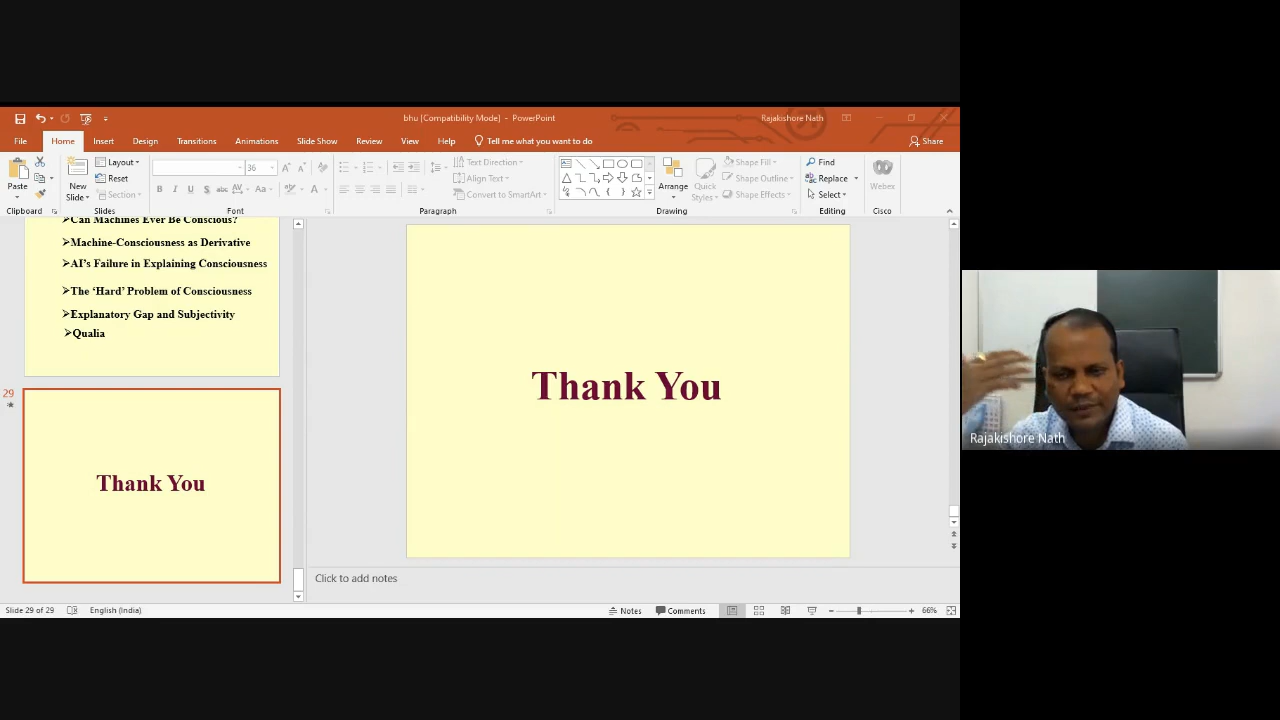 bhu [Compatibility Mode] - PowerPoint
Rajakishore Nath
File Home Insert Design Transitions Animations Slide Show Review View Help Tell me what you want to do Share
Paste
Clipboard
New
Slide
Layout
Reset
Section
Slides
36
B I U S abc AV Aa A
Font
Text Direction
Align Text
Convert to SmartArt
Paragraph
Arrange
Quick
Styles
Shape Fill
Shape Outline
Shape Effects
Drawing
Find
Replace
Select
Editing
Webex
Cisco
➢Can Machines Ever Be Conscious?
➢Machine-Consciousness as Derivative
➢AI's Failure in Explaining Consciousness
➢The ‘Hard’ Problem of Consciousness
➢Explanatory Gap and Subjectivity
➢Qualia
29
Thank You
Thank You
Click to add notes
Slide 29 of 29 English (India) Notes Comments 66%
Rajakishore Nath